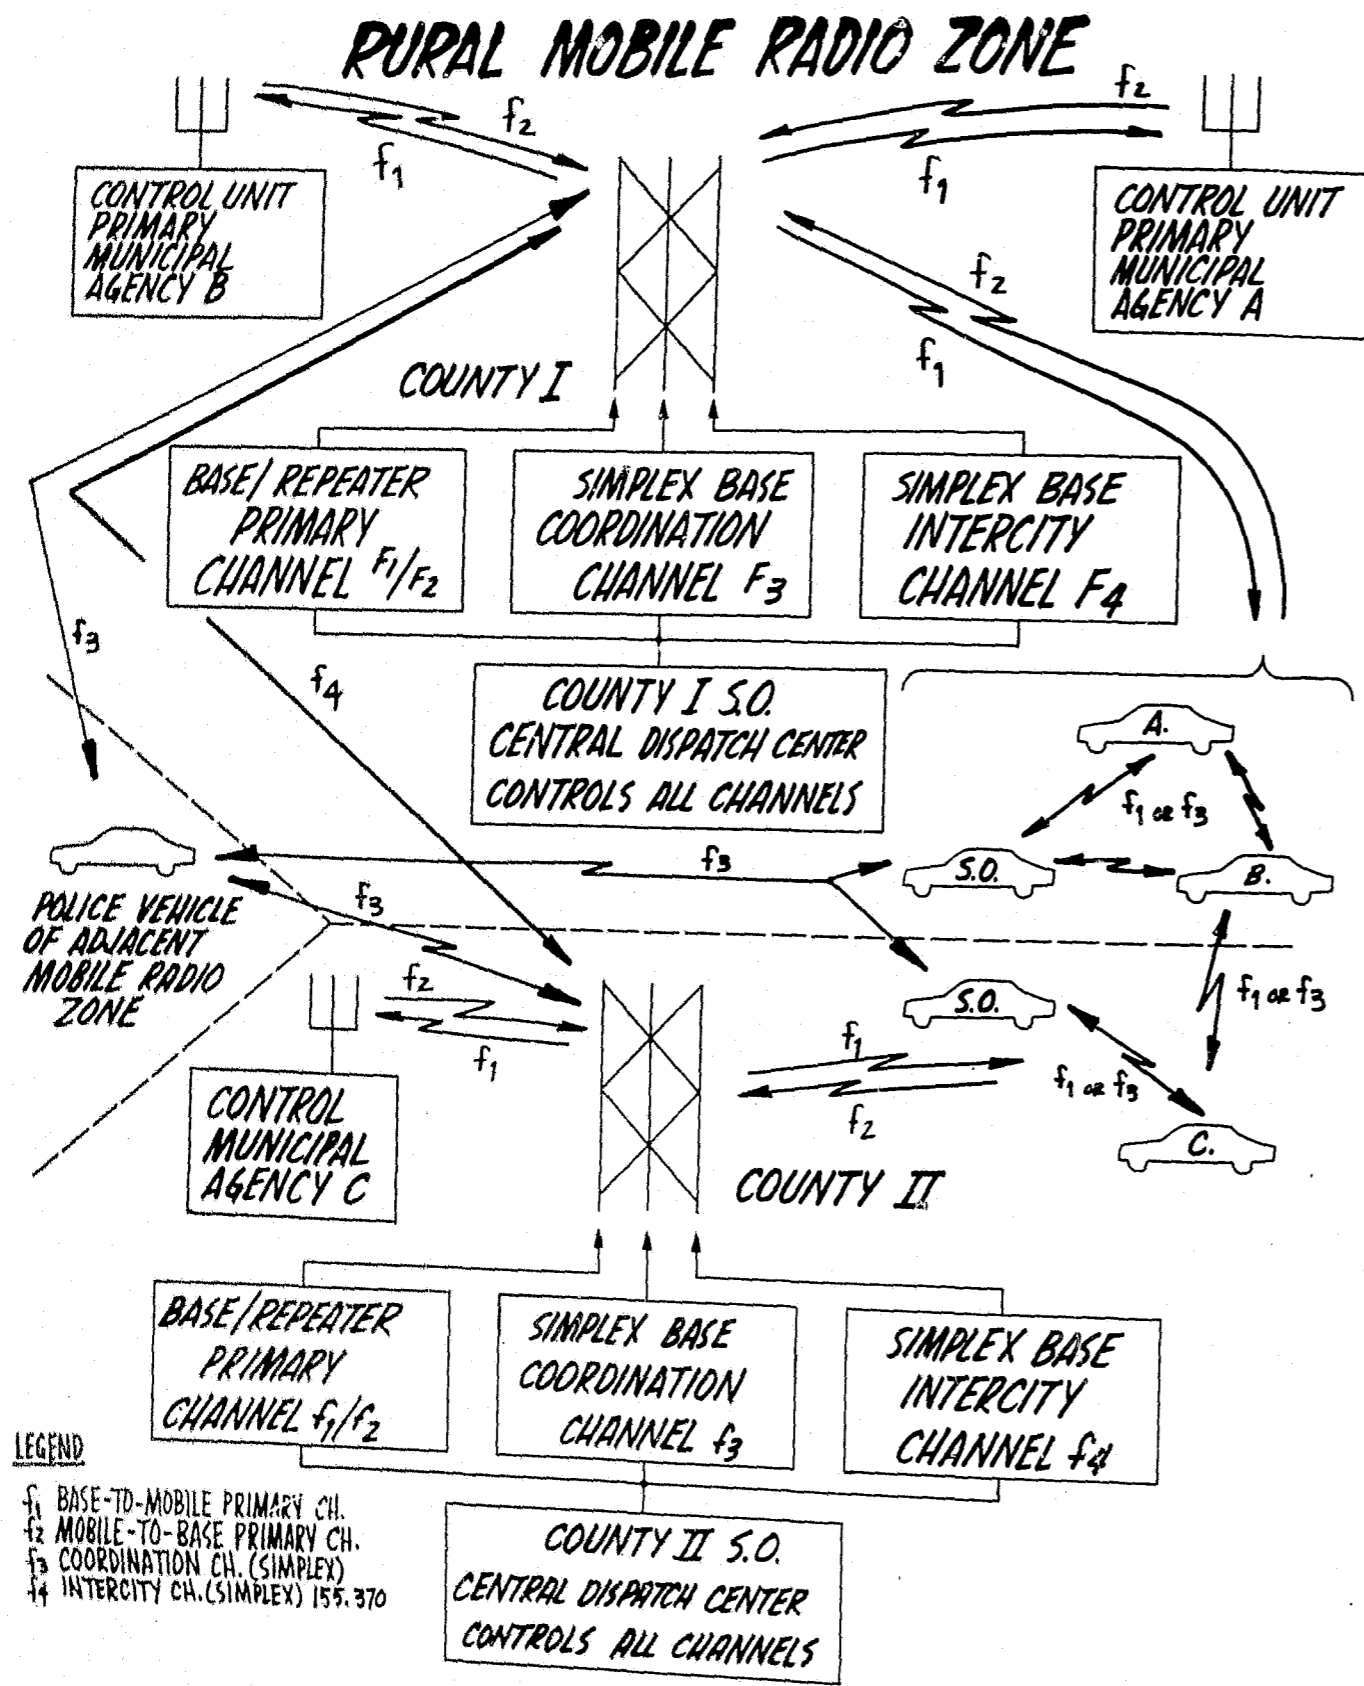 RURAL MOBILE RADIO ZONE
f2
f1
f2
f1
CONTROL UNIT
PRIMARY
MUNICIPAL
AGENCY B
CONTROL UNIT
PRIMARY
MUNICIPAL
AGENCY A
f2
f1
COUNTY I
BASE/REPEATER
PRIMARY
CHANNEL F1/F2
SIMPLEX BASE
COORDINATION
CHANNEL F3
SIMPLEX BASE
INTERCITY
CHANNEL F4
f3
f4
COUNTY I S.O.
CENTRAL DISPATCH CENTER
CONTROLS ALL CHANNELS
A.
f1 OR f3
S.O.
B.
f3
POLICE VEHICLE
OF ADJACENT
MOBILE RADIO
ZONE
f3
f2
f1
S.O.
f1 OR f3
f1
f2
f1 OR f3
C.
CONTROL
MUNICIPAL
AGENCY C
COUNTY II
BASE/REPEATER
PRIMARY
CHANNEL f1/f2
SIMPLEX BASE
COORDINATION
CHANNEL f3
SIMPLEX BASE
INTERCITY
CHANNEL f4
LEGEND
f1 BASE-TO-MOBILE PRIMARY CH.
f2 MOBILE-TO-BASE PRIMARY CH.
f3 COORDINATION CH. (SIMPLEX)
f4 INTERCITY CH. (SIMPLEX) 155.370
COUNTY II S.O.
CENTRAL DISPATCH CENTER
CONTROLS ALL CHANNELS